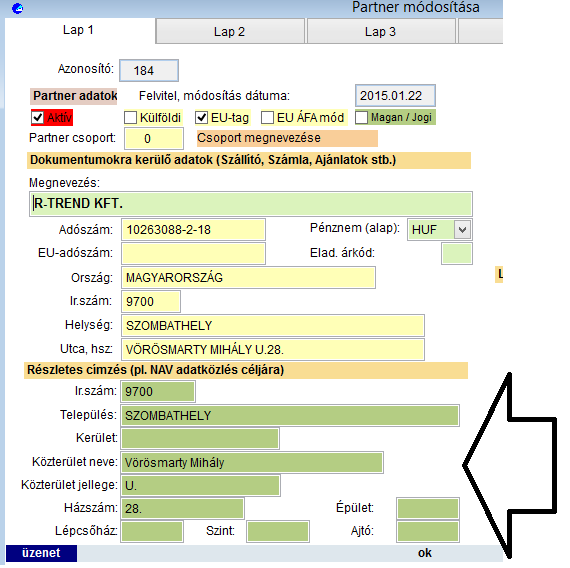 Partner módosítása
Lap 1 Lap 2 Lap 3
Azonosító: 184
Partner adatok Felvitel, módosítás dátuma: 2015.01.22
Aktív Külföldi EU-tag EU ÁFA mód Magan / Jogi
Partner csoport: 0 Csoport megnevezése
Dokumentumokra kerülő adatok (Szállító, Számla, Ajánlatok stb.)
Megnevezés:
R-TREND KFT.
Adószám: 10263088-2-18 Pénznem (alap): HUF
EU-adószám: Elad. árkód:
Ország: MAGYARORSZÁG L
Ir.szám: 9700
Helység: SZOMBATHELY
Utca, hsz: VÖRÖSMARTY MIHÁLY U.28.
Részletes címzés (pl. NAV adatközlés céljára)
Ir.szám: 9700
Település: SZOMBATHELY
Kerület:
Közterület neve: Vörösmarty Mihály
Közterület jellege: U.
Házszám: 28. Épület:
Lépcsőház: Szint: Ajtó:
üzenet ok